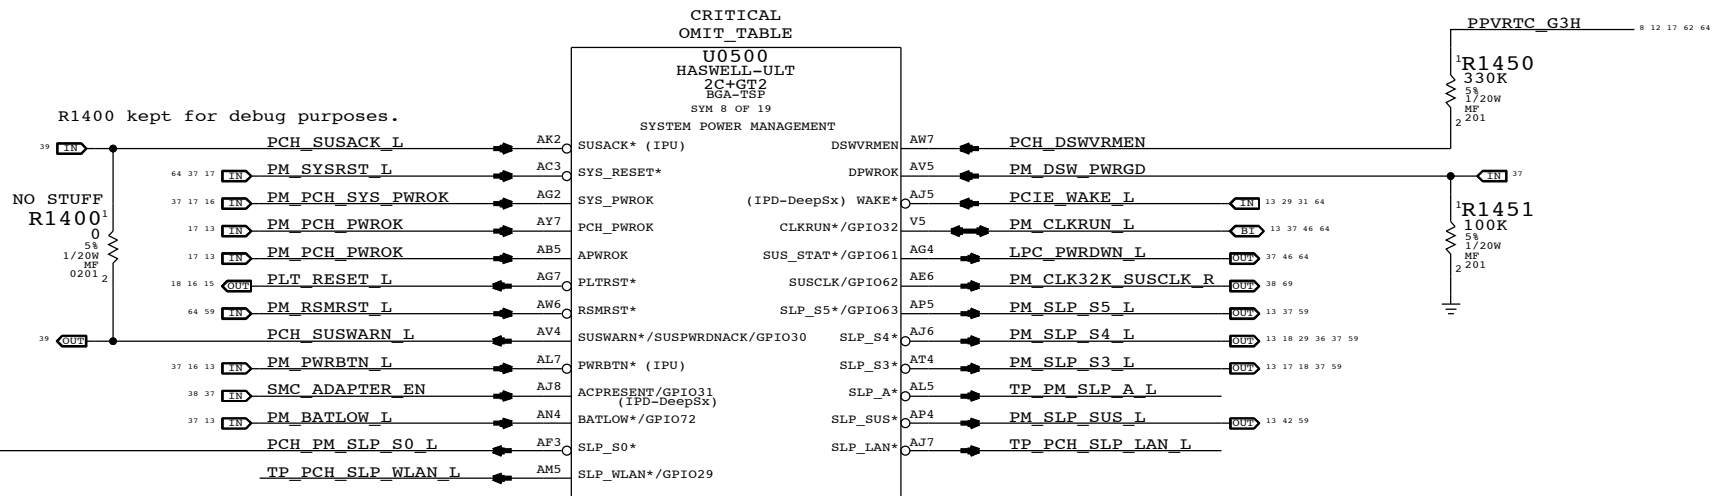 CRITICAL
OMIT_TABLE
U0500
HASWELL-ULT
2C+GT2
BGA-TSP
SYM 8 OF 19
SYSTEM POWER MANAGEMENT
PPVRTC_G3H 8 12 17 62 64
1 R1450
330K
5%
1/20W
MF
2 201
R1400 kept for debug purposes.
39 IN PCH_SUSACK_L AK2 SUSACK* (IPU) DSWVRMEN AW7 PCH_DSWVRMEN
64 37 17 IN PM_SYSRST_L AC3 SYS_RESET* DPWROK AV5 PM_DSW_PWRGD IN 37
37 17 16 IN PM_PCH_SYS_PWROK AG2 SYS_PWROK (IPD-DeepSx) WAKE* AJ5 PCIE_WAKE_L IN 13 29 31 64
17 13 IN PM_PCH_PWROK AY7 PCH_PWROK CLKRUN*/GPIO32 V5 PM_CLKRUN_L BI 13 37 46 64
17 13 IN PM_PCH_PWROK AB5 APWROK SUS_STAT*/GPIO61 AG4 LPC_PWRDWN_L OUT 37 46 64
18 16 15 OUT PLT_RESET_L AG7 PLTRST* SUSCLK/GPIO62 AE6 PM_CLK32K_SUSCLK_R OUT 38 69
64 59 IN PM_RSMRST_L AW6 RSMRST* SLP_S5*/GPIO63 AP5 PM_SLP_S5_L OUT 13 37 59
39 OUT PCH_SUSWARN_L AV4 SUSWARN*/SUSPWRDNACK/GPIO30 SLP_S4* AJ6 PM_SLP_S4_L OUT 13 18 29 36 37 59
37 16 13 IN PM_PWRBTN_L AL7 PWRBTN* (IPU) SLP_S3* AT4 PM_SLP_S3_L OUT 13 17 18 37 59
38 37 IN SMC_ADAPTER_EN AJ8 ACPRESENT/GPIO31 SLP_A* AL5 TP_PM_SLP_A_L
(IPD-DeepSx)
37 13 IN PM_BATLOW_L AN4 BATLOW*/GPIO72 SLP_SUS* AP4 PM_SLP_SUS_L OUT 13 42 59
PCH_PM_SLP_S0_L AF3 SLP_S0* SLP_LAN* AJ7 TP_PCH_SLP_LAN_L
TP_PCH_SLP_WLAN_L AM5 SLP_WLAN*/GPIO29
NO STUFF
R1400 1
0
5%
1/20W
MF
0201 2
1 R1451
100K
5%
1/20W
MF
2 201